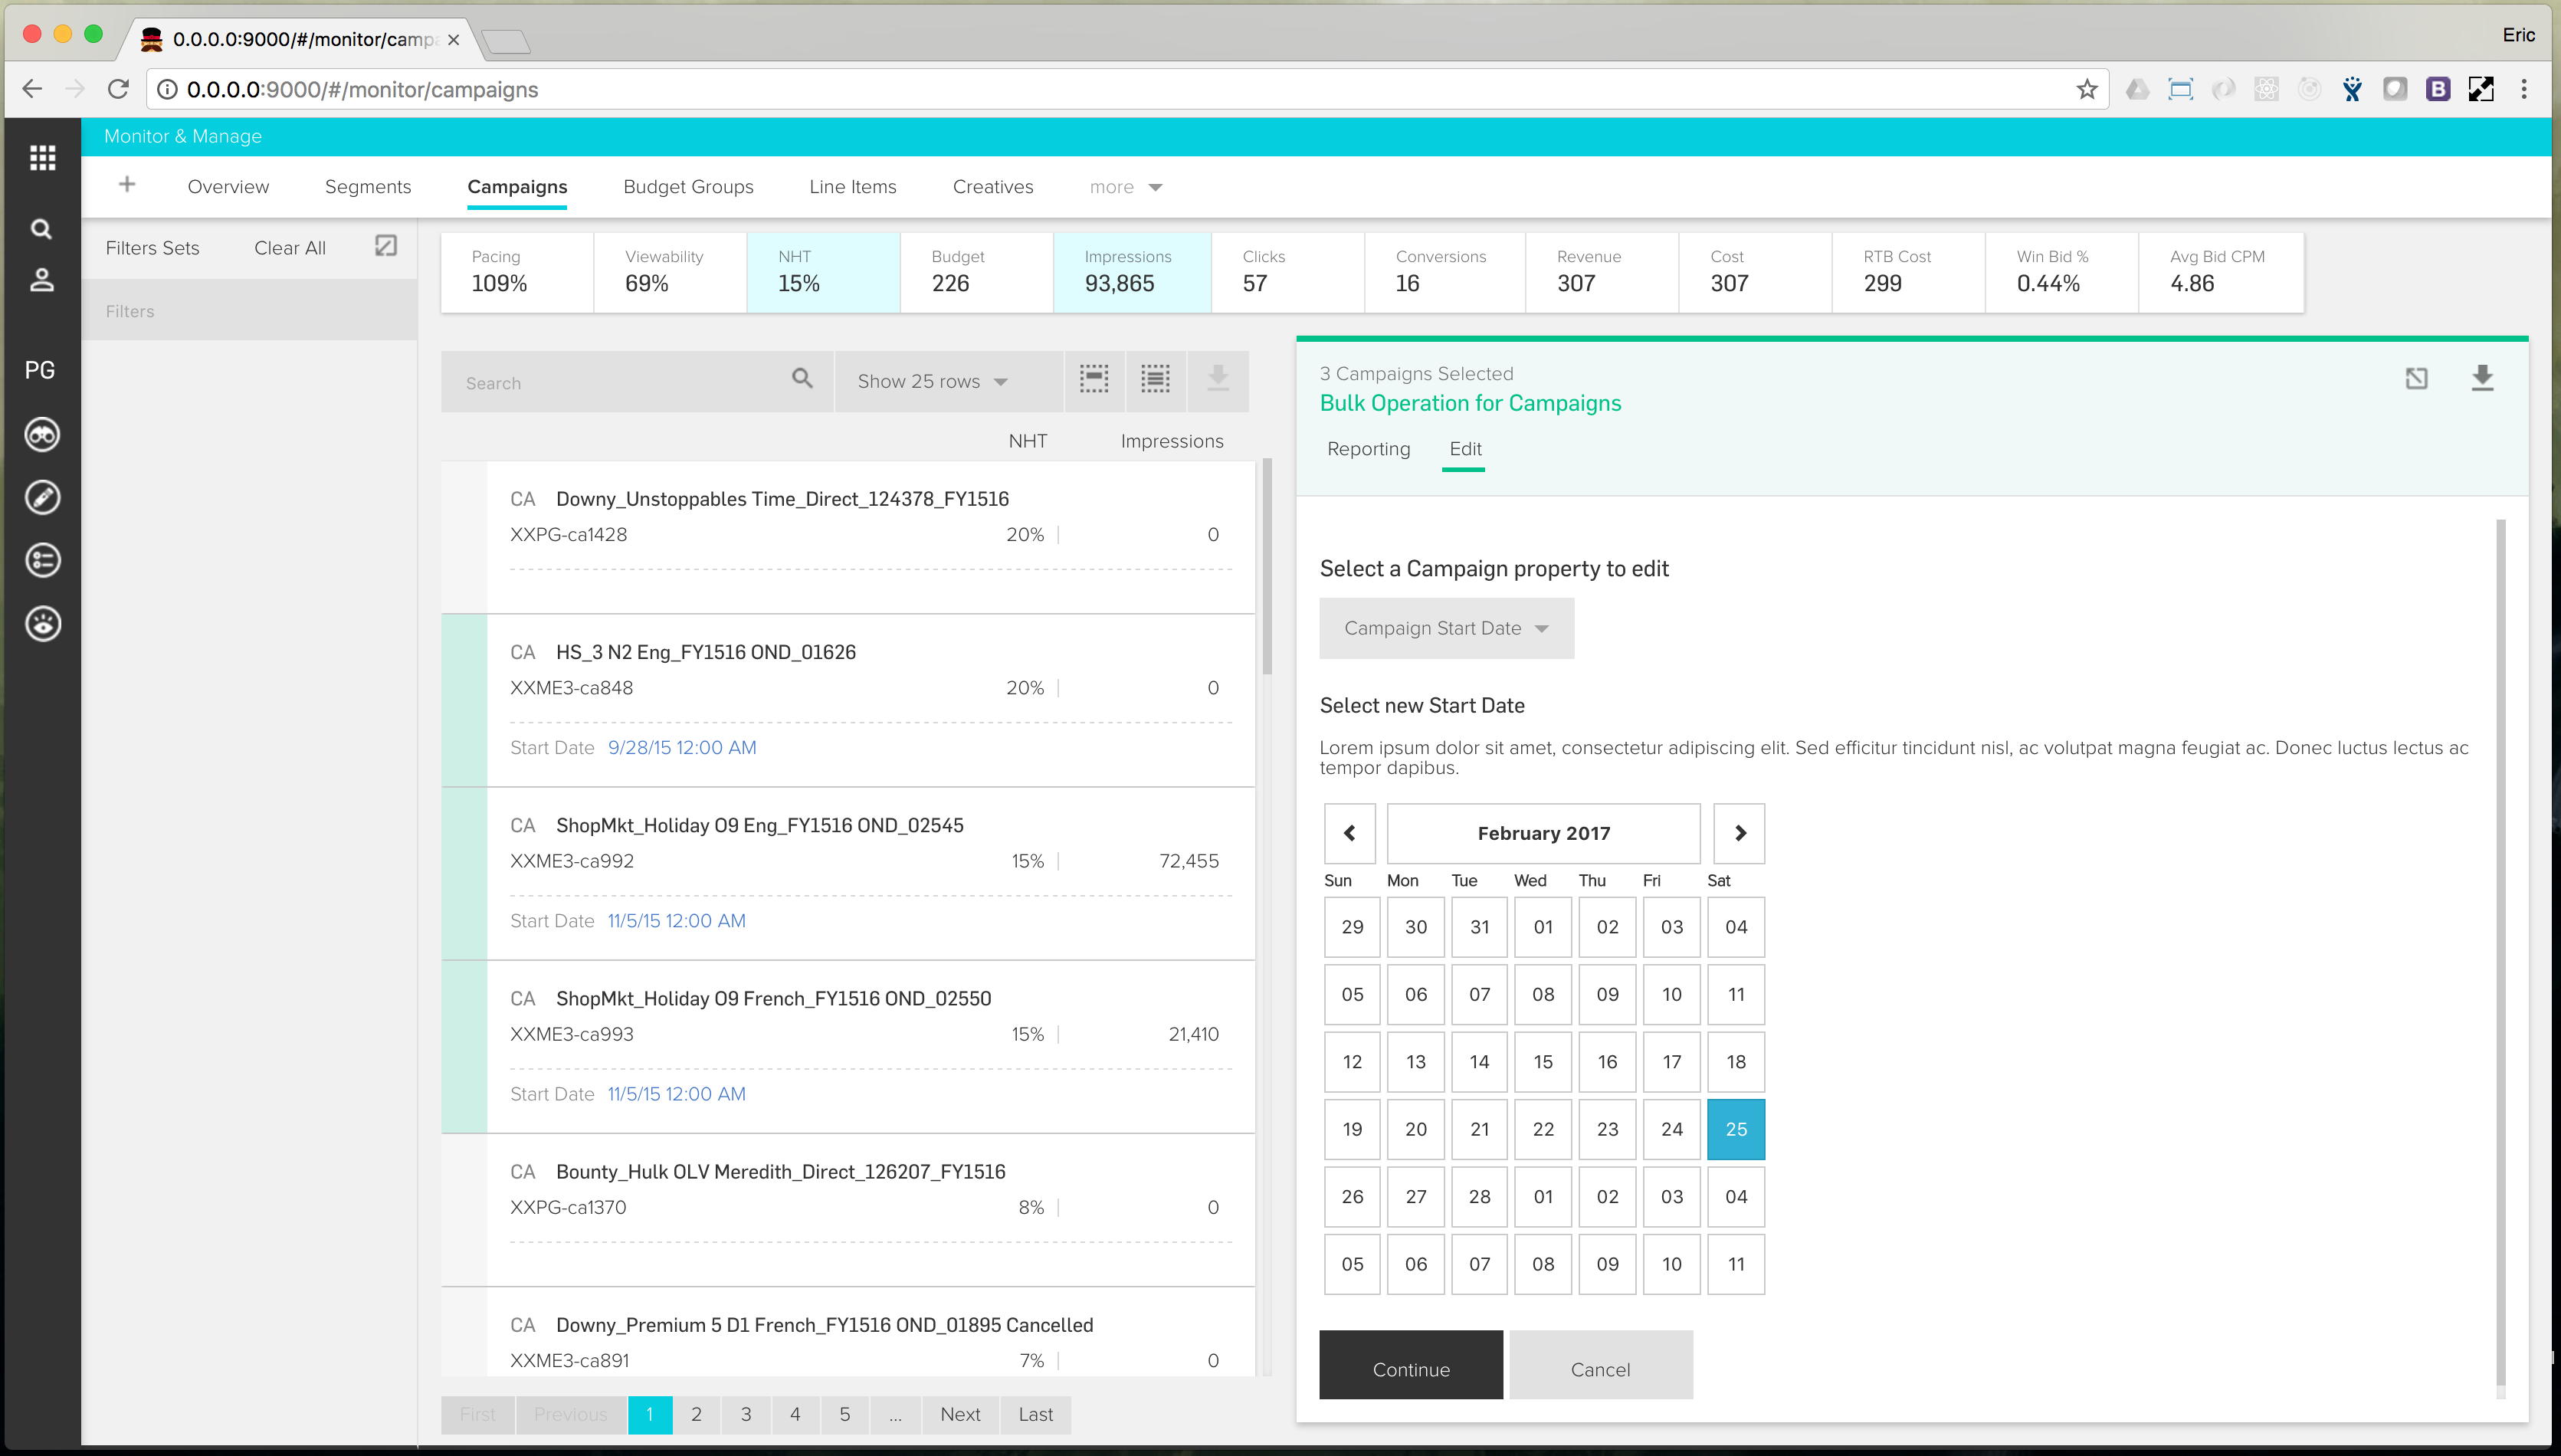 0.0.0.0:9000/#/monitor/camp
Eric
0.0.0.0:9000/#/monitor/campaigns
B
Monitor & Manage
+ Overview Segments Campaigns Budget Groups Line Items Creatives more
Filters Sets Clear All
Filters
PG
Pacing Viewability NHT Budget Impressions Clicks Conversions Revenue Cost RTB Cost Win Bid % Avg Bid CPM
109% 69% 15% 226 93,865 57 16 307 307 299 0.44% 4.86
Search Show 25 rows
NHT Impressions
CA Downy_Unstoppables Time_Direct_124378_FY1516
XXPG-ca1428 20% 0
CA HS_3 N2 Eng_FY1516 OND_01626
XXME3-ca848 20% 0
Start Date 9/28/15 12:00 AM
CA ShopMkt_Holiday O9 Eng_FY1516 OND_02545
XXME3-ca992 15% 72,455
Start Date 11/5/15 12:00 AM
CA ShopMkt_Holiday O9 French_FY1516 OND_02550
XXME3-ca993 15% 21,410
Start Date 11/5/15 12:00 AM
CA Bounty_Hulk OLV Meredith_Direct_126207_FY1516
XXPG-ca1370 8% 0
CA Downy_Premium 5 D1 French_FY1516 OND_01895 Cancelled
XXME3-ca891 7% 0
First Previous 1 2 3 4 5 ... Next Last
3 Campaigns Selected
Bulk Operation for Campaigns
Reporting Edit
Select a Campaign property to edit
Campaign Start Date
Select new Start Date
Lorem ipsum dolor sit amet, consectetur adipiscing elit. Sed efficitur tincidunt nisl, ac volutpat magna feugiat ac. Donec luctus lectus ac
tempor dapibus.
February 2017
Sun Mon Tue Wed Thu Fri Sat
29 30 31 01 02 03 04
05 06 07 08 09 10 11
12 13 14 15 16 17 18
19 20 21 22 23 24 25
26 27 28 01 02 03 04
05 06 07 08 09 10 11
Continue Cancel